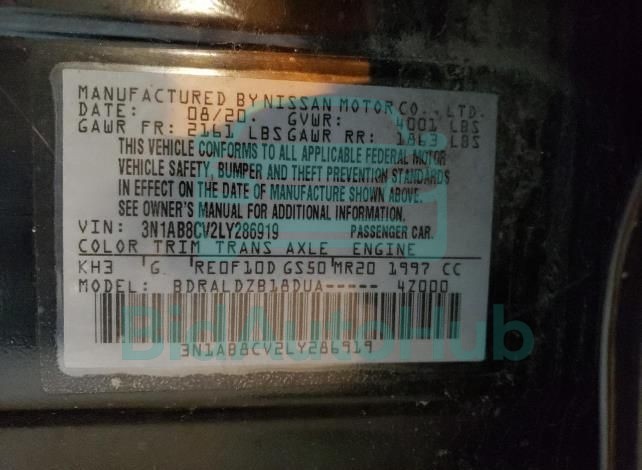 MANUFACTURED BY NISSAN MOTOR CO., LTD.
DATE: 08/20 GVWR: 4001 LBS
GAWR FR: 2161 LBS GAWR RR: 1863 LBS
THIS VEHICLE CONFORMS TO ALL APPLICABLE FEDERAL MOTOR
VEHICLE SAFETY, BUMPER AND THEFT PREVENTION STANDARDS
IN EFFECT ON THE DATE OF MANUFACTURE SHOWN ABOVE.
SEE OWNER'S MANUAL FOR ADDITIONAL INFORMATION
VIN: 3N1AB8CV2LY286919 PASSENGER CAR.
COLOR TRIM TRANS AXLE ENGINE
KH3 G RE0F10D GS50 MR20 1997 CC
MODEL: BDRALDZB18DUA----- 4Z000
BidAutoHub
3N1AB8CV2LY286919